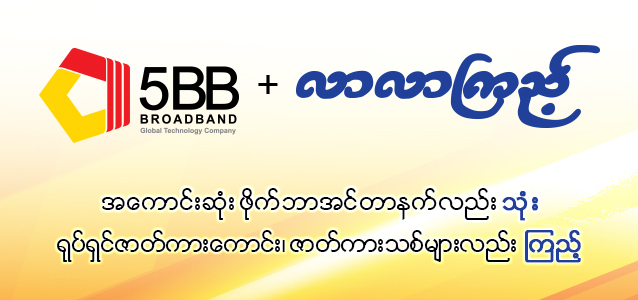 5BB + လာလာကြည့်
BROADBAND
Global Technology Company
အကောင်းဆုံး ဖိုက်ဘာအင်တာနက်လည်း သုံး
ရုပ်ရှင်ဇာတ်ကားကောင်း၊ ဇာတ်ကားသစ်များလည်း ကြည့်